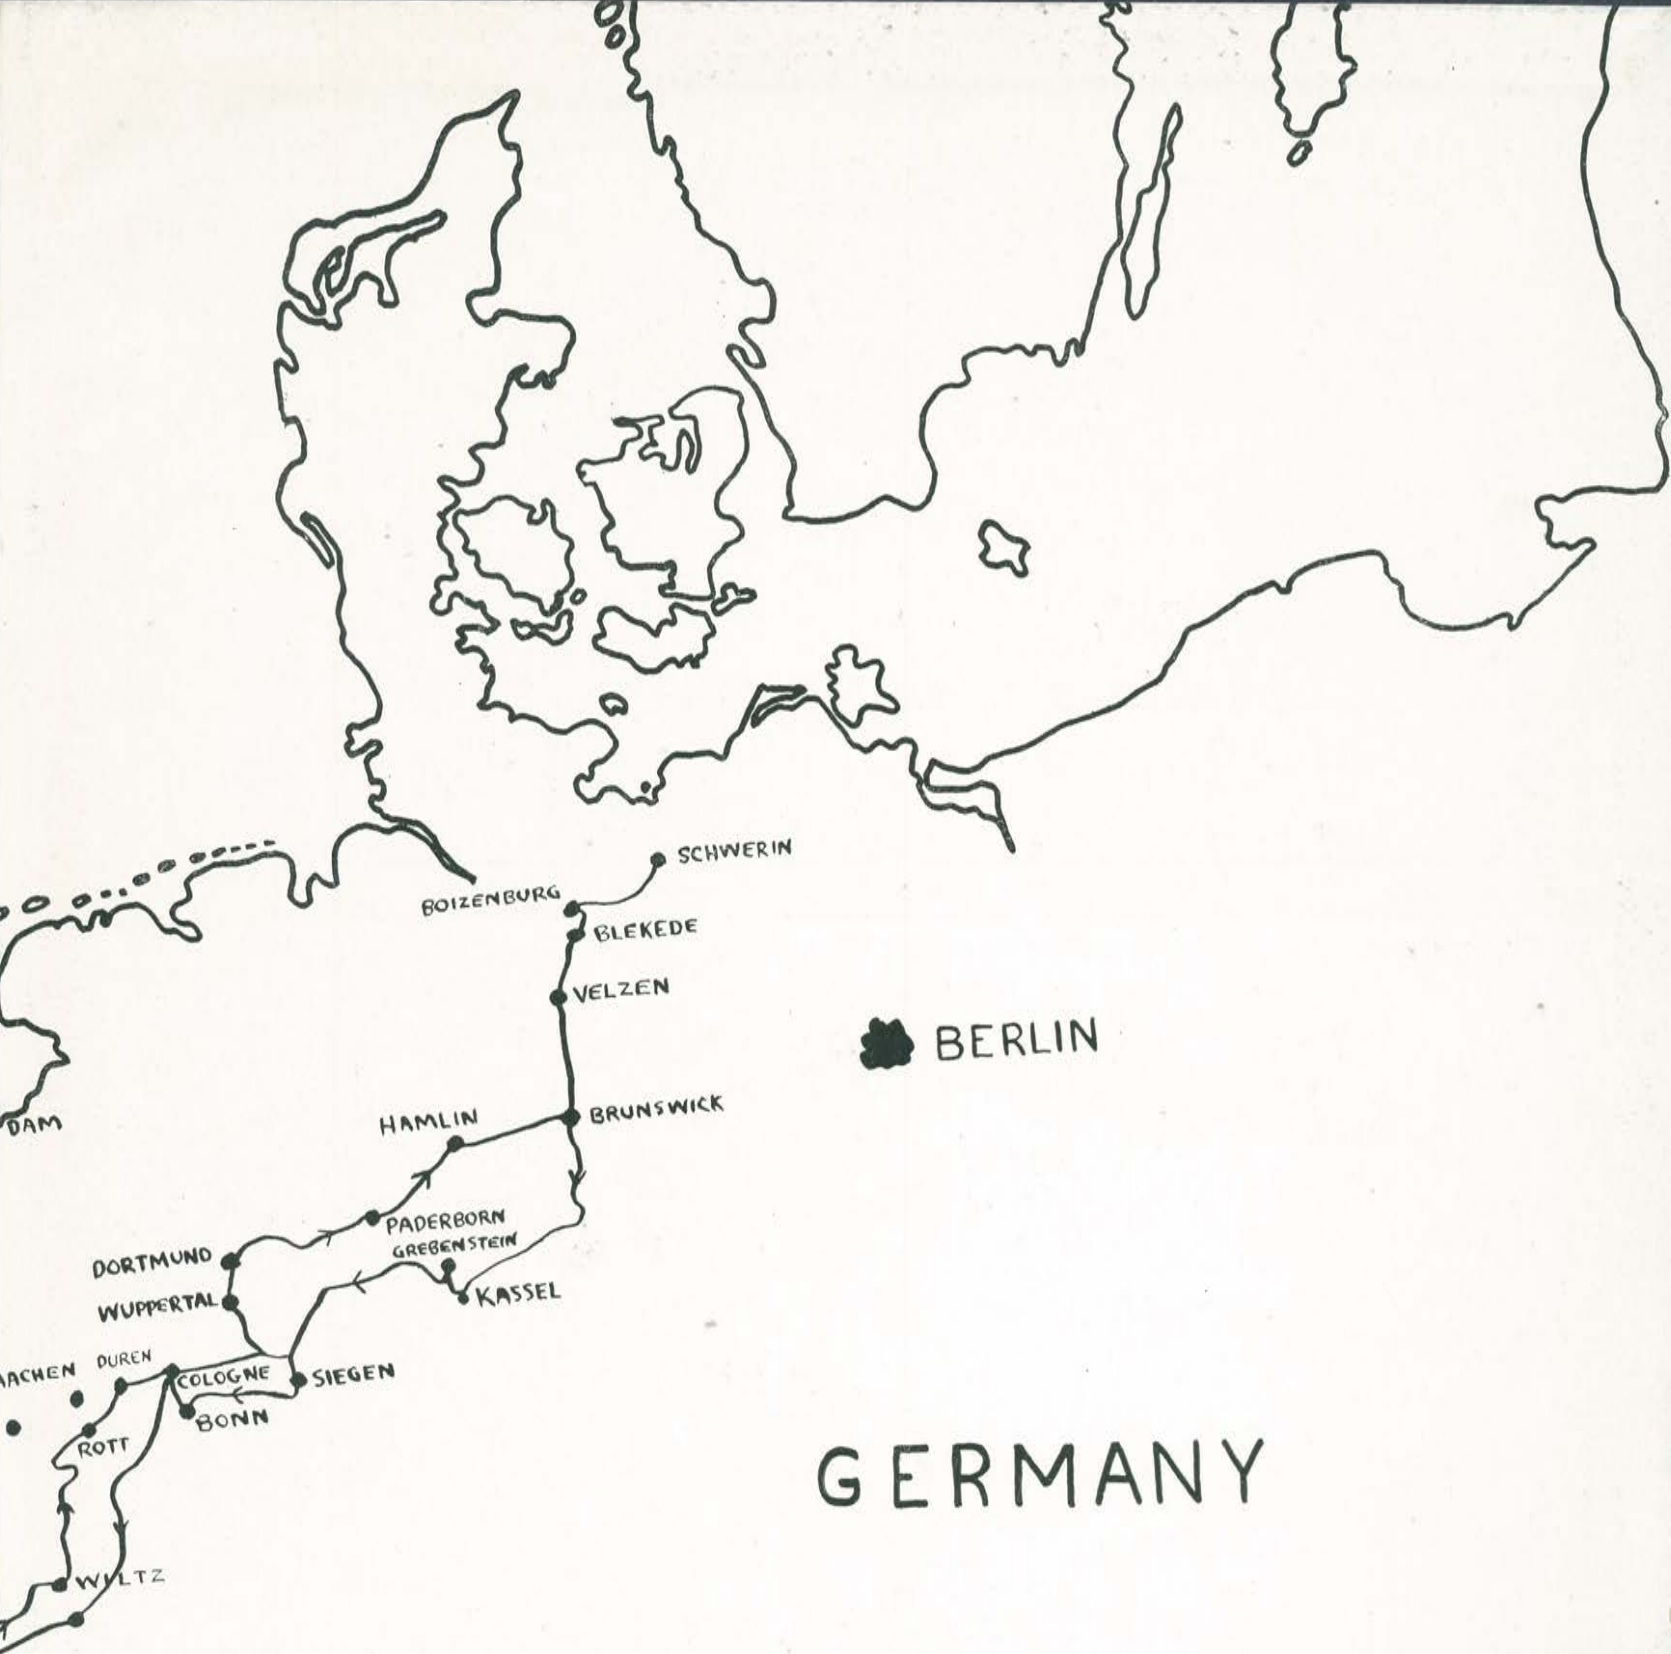 SCHWERIN
BOIZENBURG
BLEKEDE
VELZEN
BERLIN
DAM
HAMLIN
BRUNSWICK
PADERBORN
GREBENSTEIN
DORTMUND
WUPPERTAL
KASSEL
DUREN
AACHEN
COLOGNE
SIEGEN
BONN
ROTT
GERMANY
WILTZ